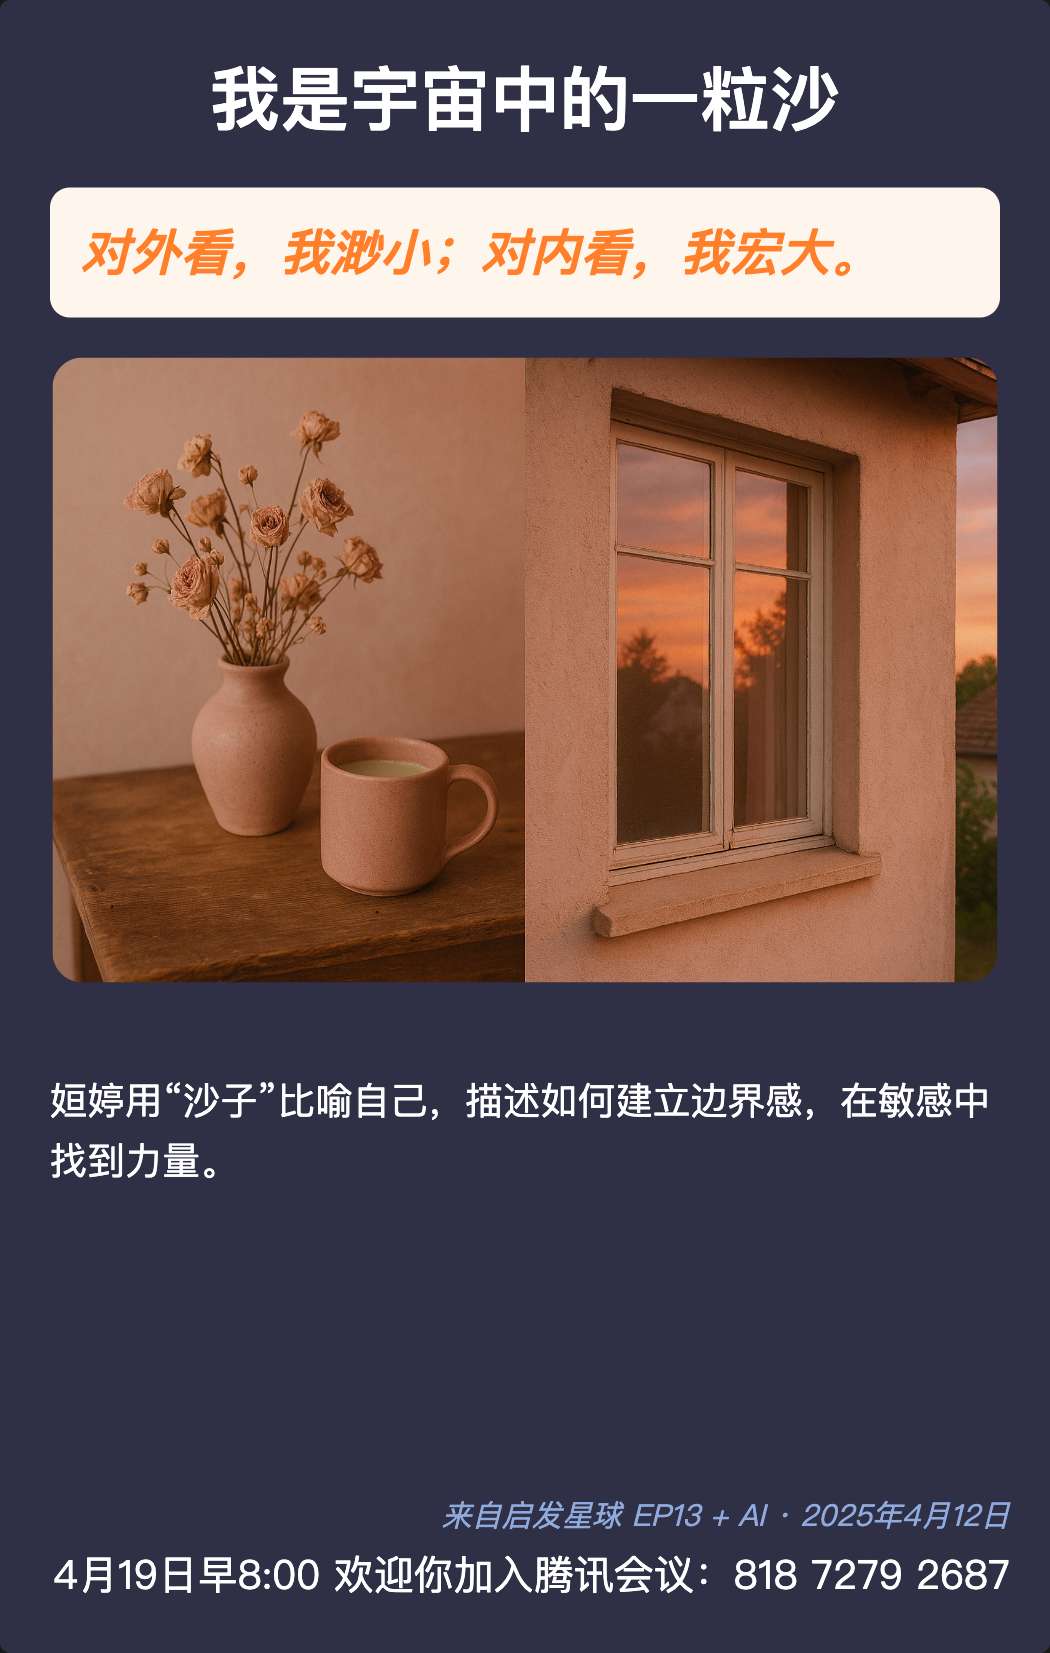 我是宇宙中的一粒沙
对外看，我渺小；对内看，我宏大。
姮婷用“沙子”比喻自己，描述如何建立边界感，在敏感中
找到力量。
来自启发星球 EP13 + AI · 2025年4月12日
4月19日早8:00 欢迎你加入腾讯会议：818 7279 2687